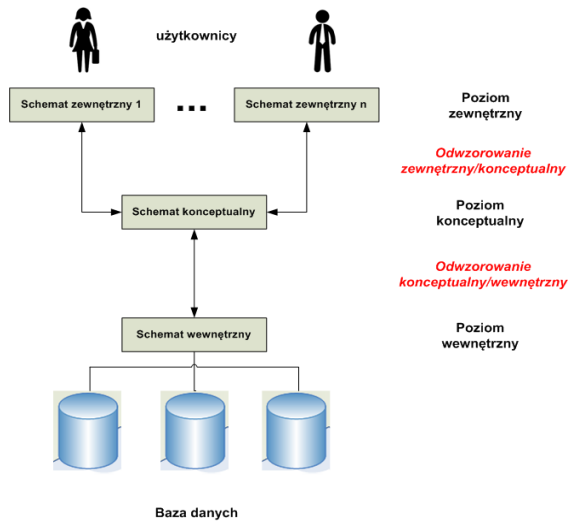 użytkownicy
Schemat zewnętrzny 1
...
Schemat zewnętrzny n
Poziom
zewnętrzny
Odwzorowanie
zewnętrzny/konceptualny
Schemat konceptualny
Poziom
konceptualny
Odwzorowanie
konceptualny/wewnętrzny
Schemat wewnętrzny
Poziom
wewnętrzny
Baza danych